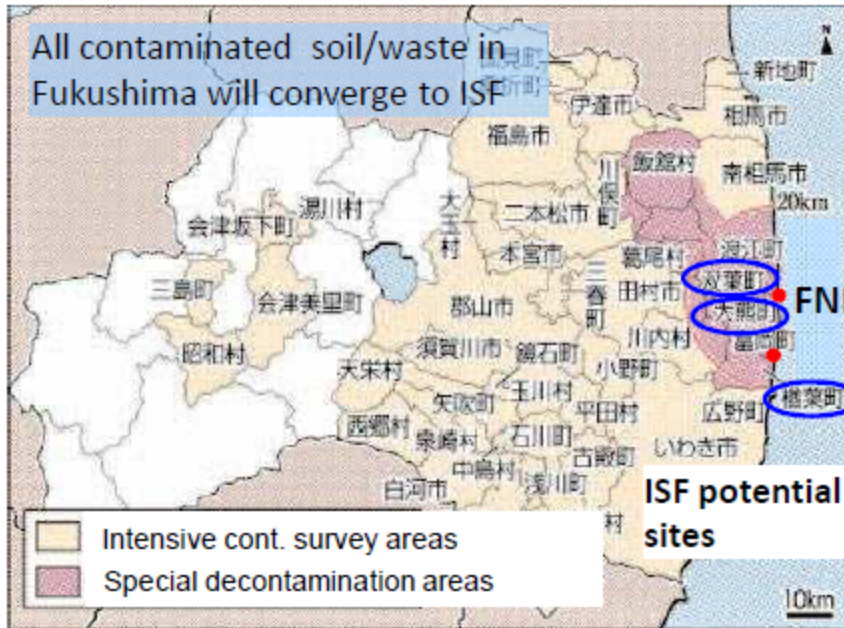 All contaminated soil/waste in
Fukushima will converge to ISF
N
新地町
伊達市
相馬市
福島市
飯舘村
川俣町
南相馬市
20km
大玉村
二本松市
湯川村
会津坂下町
本宮市
葛尾村
浪江町
双葉町
三島町
会津美里町
三春町
田村市
郡山市
大熊町
昭和村
川内村
富岡町
須賀川市
鏡石町
小野町
天栄村
玉川村
矢吹町
平田村
広野町
楢葉町
西郷村
泉崎村
石川町
いわき市
古殿町
中島村
浅川町
白河市
村
ISF potential
sites
Intensive cont. survey areas
Special decontamination areas
10km